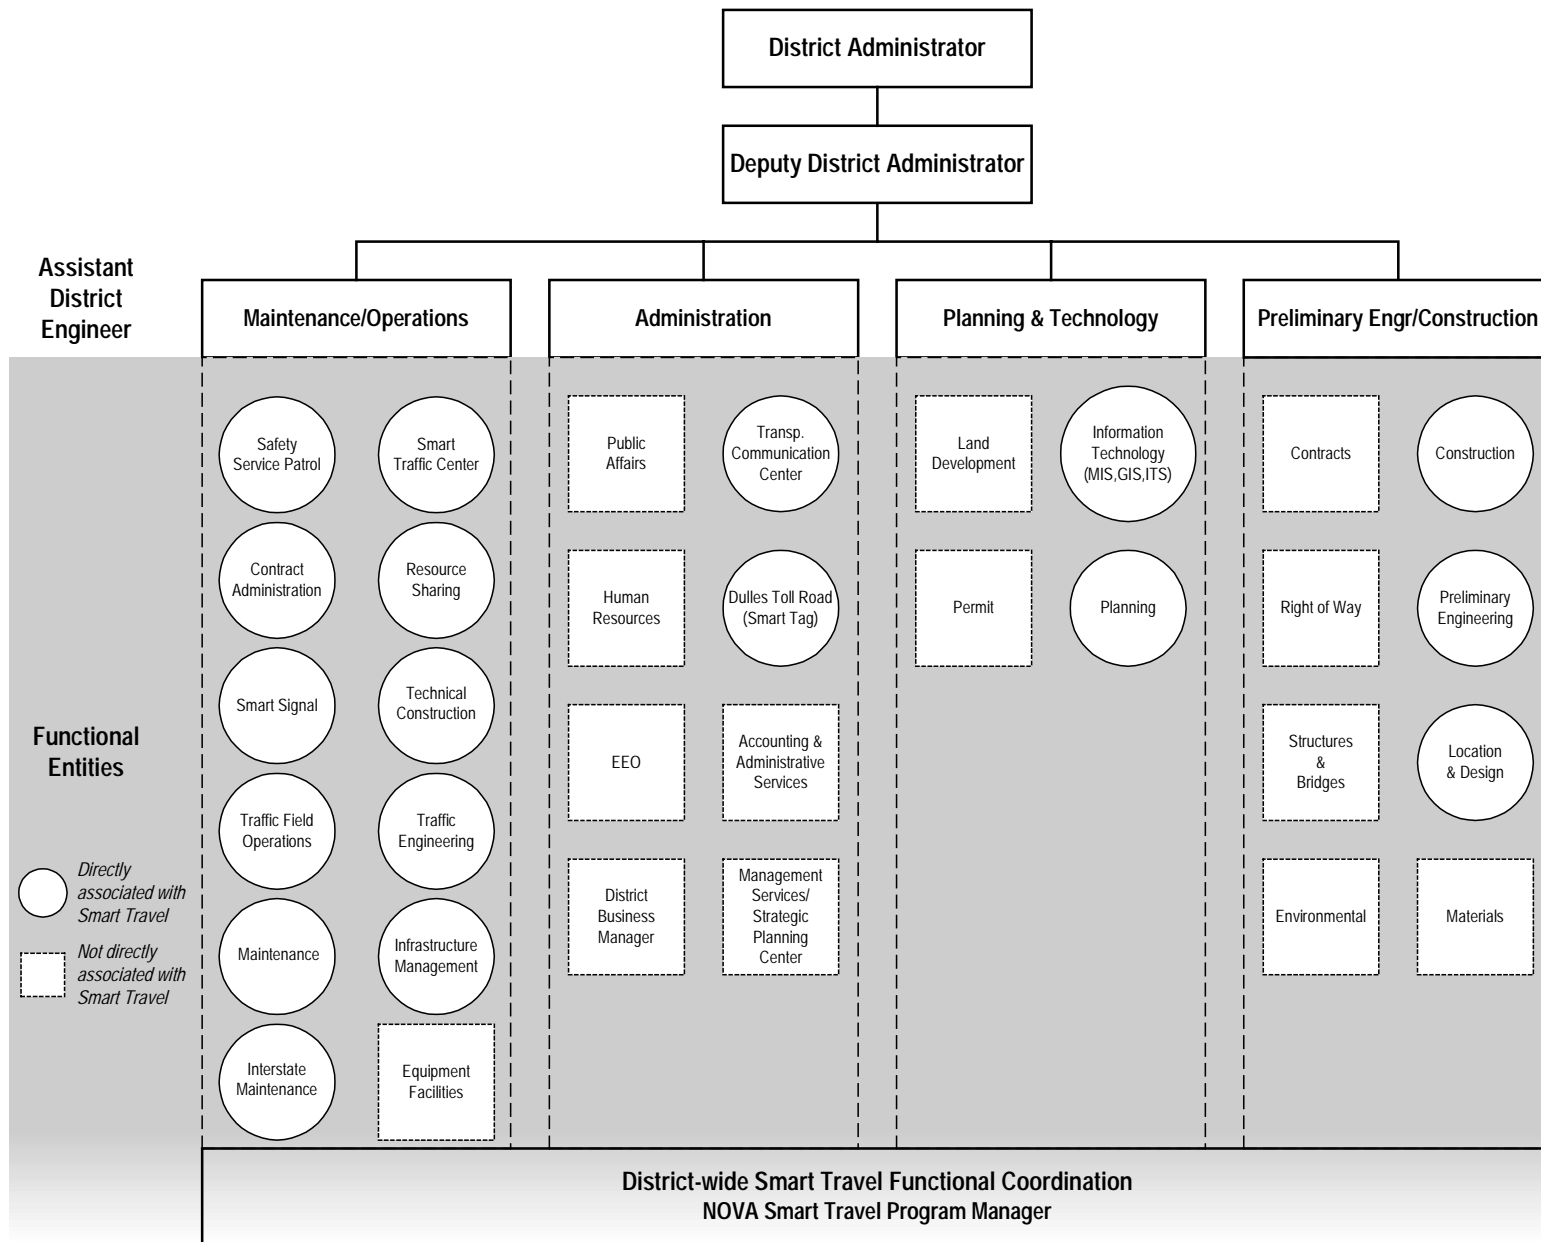 District Administrator
Deputy District Administrator
Assistant
District
Engineer
Maintenance/Operations
Administration
Planning & Technology
Preliminary Engr/Construction
Safety
Service Patrol
Smart
Traffic Center
Contract
Administration
Resource
Sharing
Smart Signal
Technical
Construction
Traffic Field
Operations
Traffic
Engineering
Maintenance
Infrastructure
Management
Interstate
Maintenance
Equipment
Facilities
Public
Affairs
Transp.
Communication
Center
Human
Resources
Dulles Toll Road
(Smart Tag)
EEO
Accounting &
Administrative
Services
District
Business
Manager
Management
Services/
Strategic
Planning
Center
Land
Development
Information
Technology
(MIS,GIS,ITS)
Permit
Planning
Contracts
Construction
Right of Way
Preliminary
Engineering
Structures
&
Bridges
Location
& Design
Environmental
Materials
Functional
Entities
Directly
associated with
Smart Travel
Not directly
associated with
Smart Travel
District-wide Smart Travel Functional Coordination
NOVA Smart Travel Program Manager